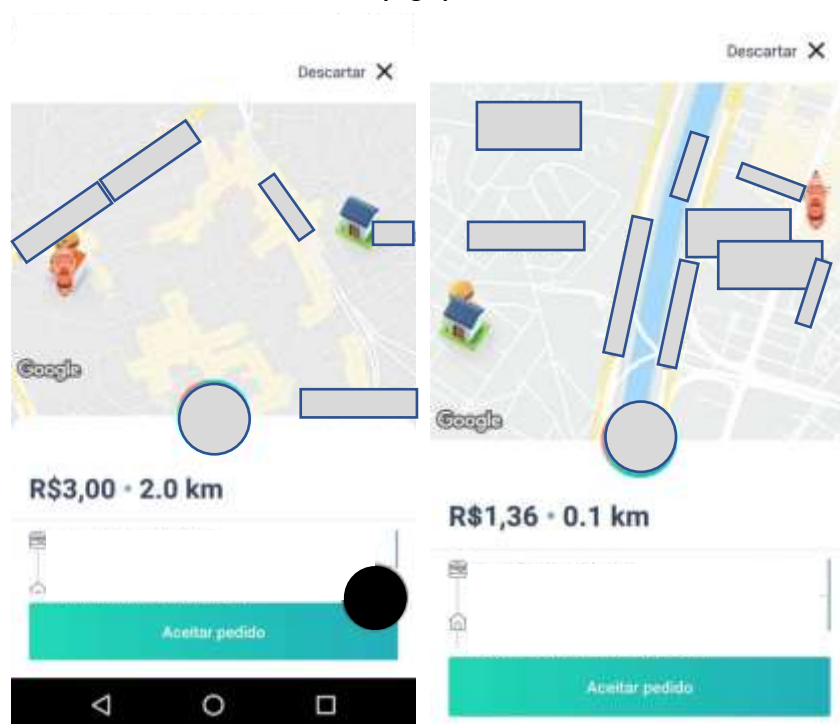 Descartar X
Google
R$3,00 · 2.0 km
Aceitar pedido
Descartar X
Google
R$1,36 · 0.1 km
Aceitar pedido